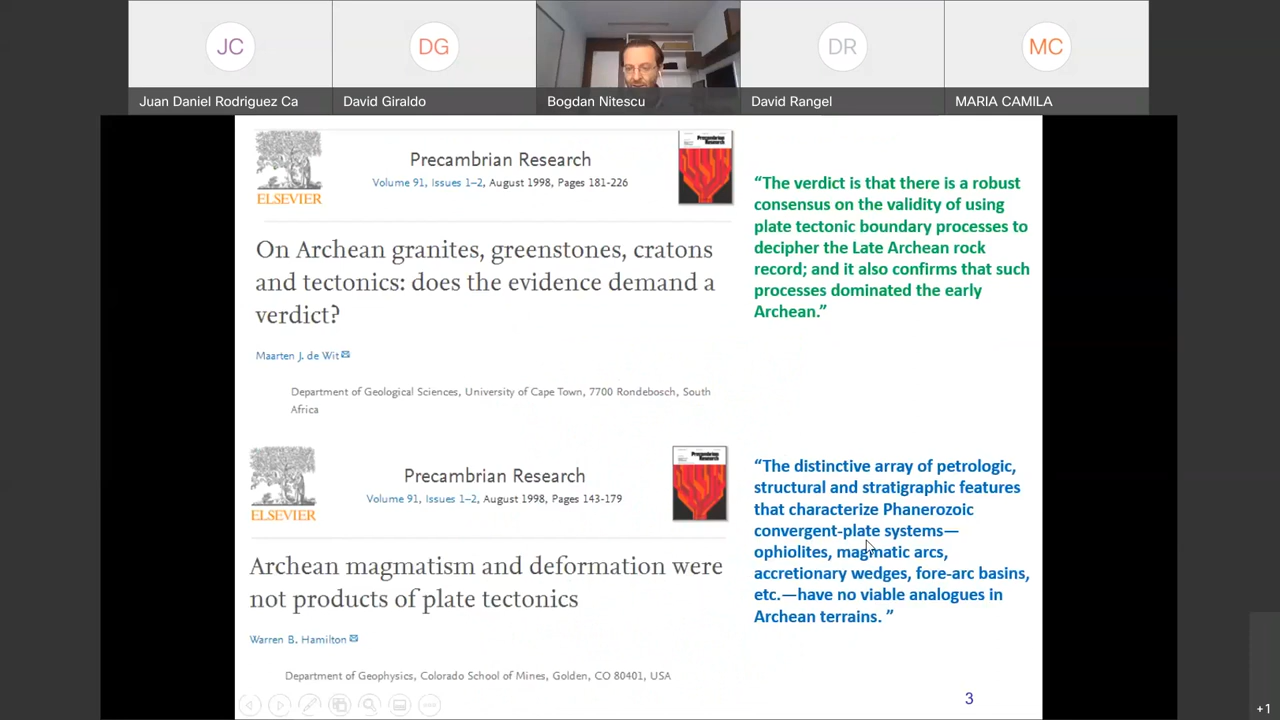 JC
DG
DR
MC
Juan Daniel Rodriguez Ca
David Giraldo
Bogdan Nitescu
David Rangel
MARIA CAMILA
ELSEVIER
Precambrian Research
Volume 91, Issues 1–2, August 1998, Pages 181-226
Precambrian Research
On Archean granites, greenstones, cratons
and tectonics: does the evidence demand a
verdict?
Maarten J. de Wit
Department of Geological Sciences, University of Cape Town, 7700 Rondebosch, South
Africa
“The verdict is that there is a robust
consensus on the validity of using
plate tectonic boundary processes to
decipher the Late Archean rock
record; and it also confirms that such
processes dominated the early
Archean.”
ELSEVIER
Precambrian Research
Volume 91, Issues 1–2, August 1998, Pages 143-179
Precambrian Research
Archean magmatism and deformation were
not products of plate tectonics
Warren B. Hamilton
Department of Geophysics, Colorado School of Mines, Golden, CO 80401, USA
“The distinctive array of petrologic,
structural and stratigraphic features
that characterize Phanerozoic
convergent-plate systems—
ophiolites, magmatic arcs,
accretionary wedges, fore-arc basins,
etc.—have no viable analogues in
Archean terrains. ”
3
+1